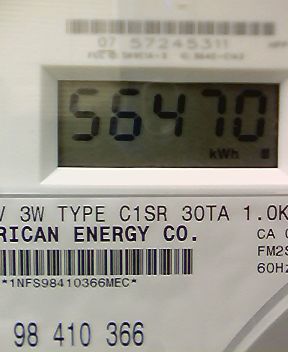 07 57245311
56470
kWh
V 3W TYPE C1SR 30TA 1.0K
RICAN ENERGY CO.
CA
FM2S
60Hz
*1NFS98410366MEC*
98 410 366